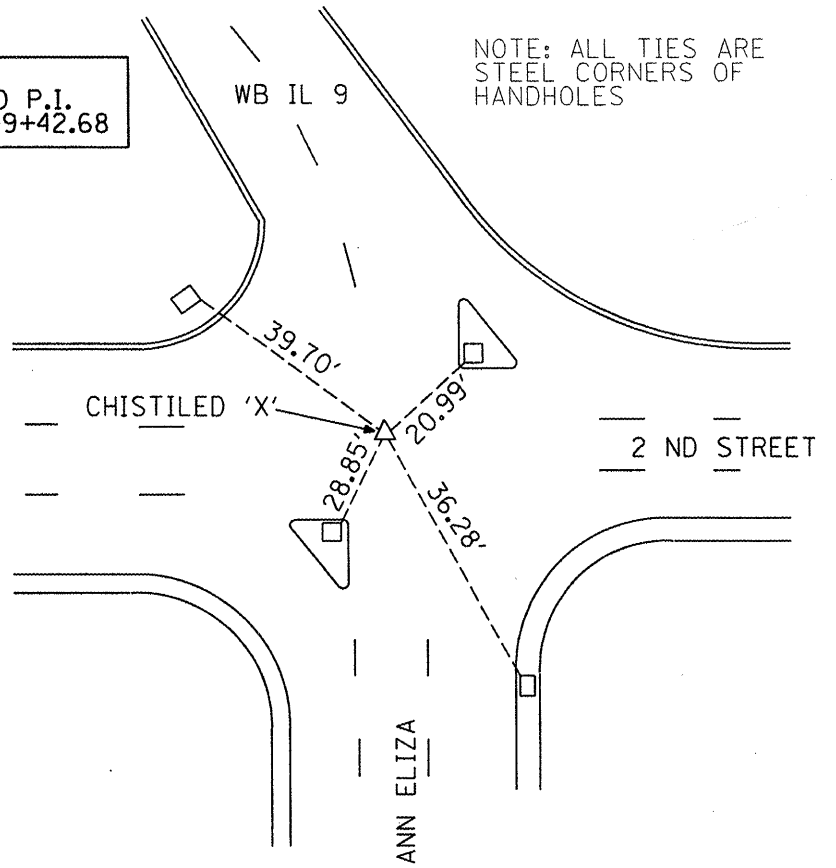 P.I.
9+42.68
WB IL 9
NOTE: ALL TIES ARE
STEEL CORNERS OF
HANDHOLES
39.70'
CHISTILED 'X'
20.99'
28.85'
36.28'
2 ND STREET
ANN ELIZA